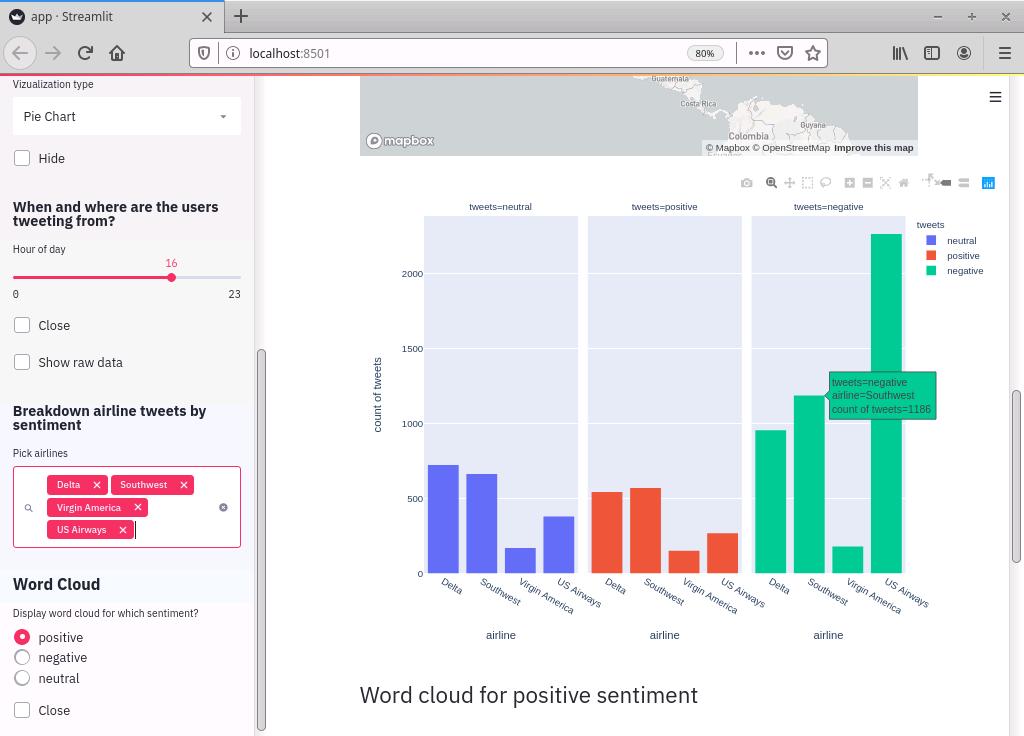 app · Streamlit
localhost:8501
80%
Vizualization type
Pie Chart
Hide
When and where are the users
tweeting from?
Hour of day
16
0
23
Close
Show raw data
Breakdown airline tweets by
sentiment
Pick airlines
Delta
Southwest
Virgin America
US Airways
Word Cloud
Display word cloud for which sentiment?
positive
negative
neutral
Close
Guatemala
Costa Rica
Guyana
Colombia
Ecuador
mapbox
© Mapbox © OpenStreetMap Improve this map
tweets=neutral
tweets=positive
tweets=negative
tweets
neutral
positive
negative
2000
1500
1000
500
0
count of tweets
tweets=negative
airline=Southwest
count of tweets=1186
Delta
Southwest
Virgin America
US Airways
Delta
Southwest
Virgin America
US Airways
Delta
Southwest
Virgin America
US Airways
airline
airline
airline
Word cloud for positive sentiment